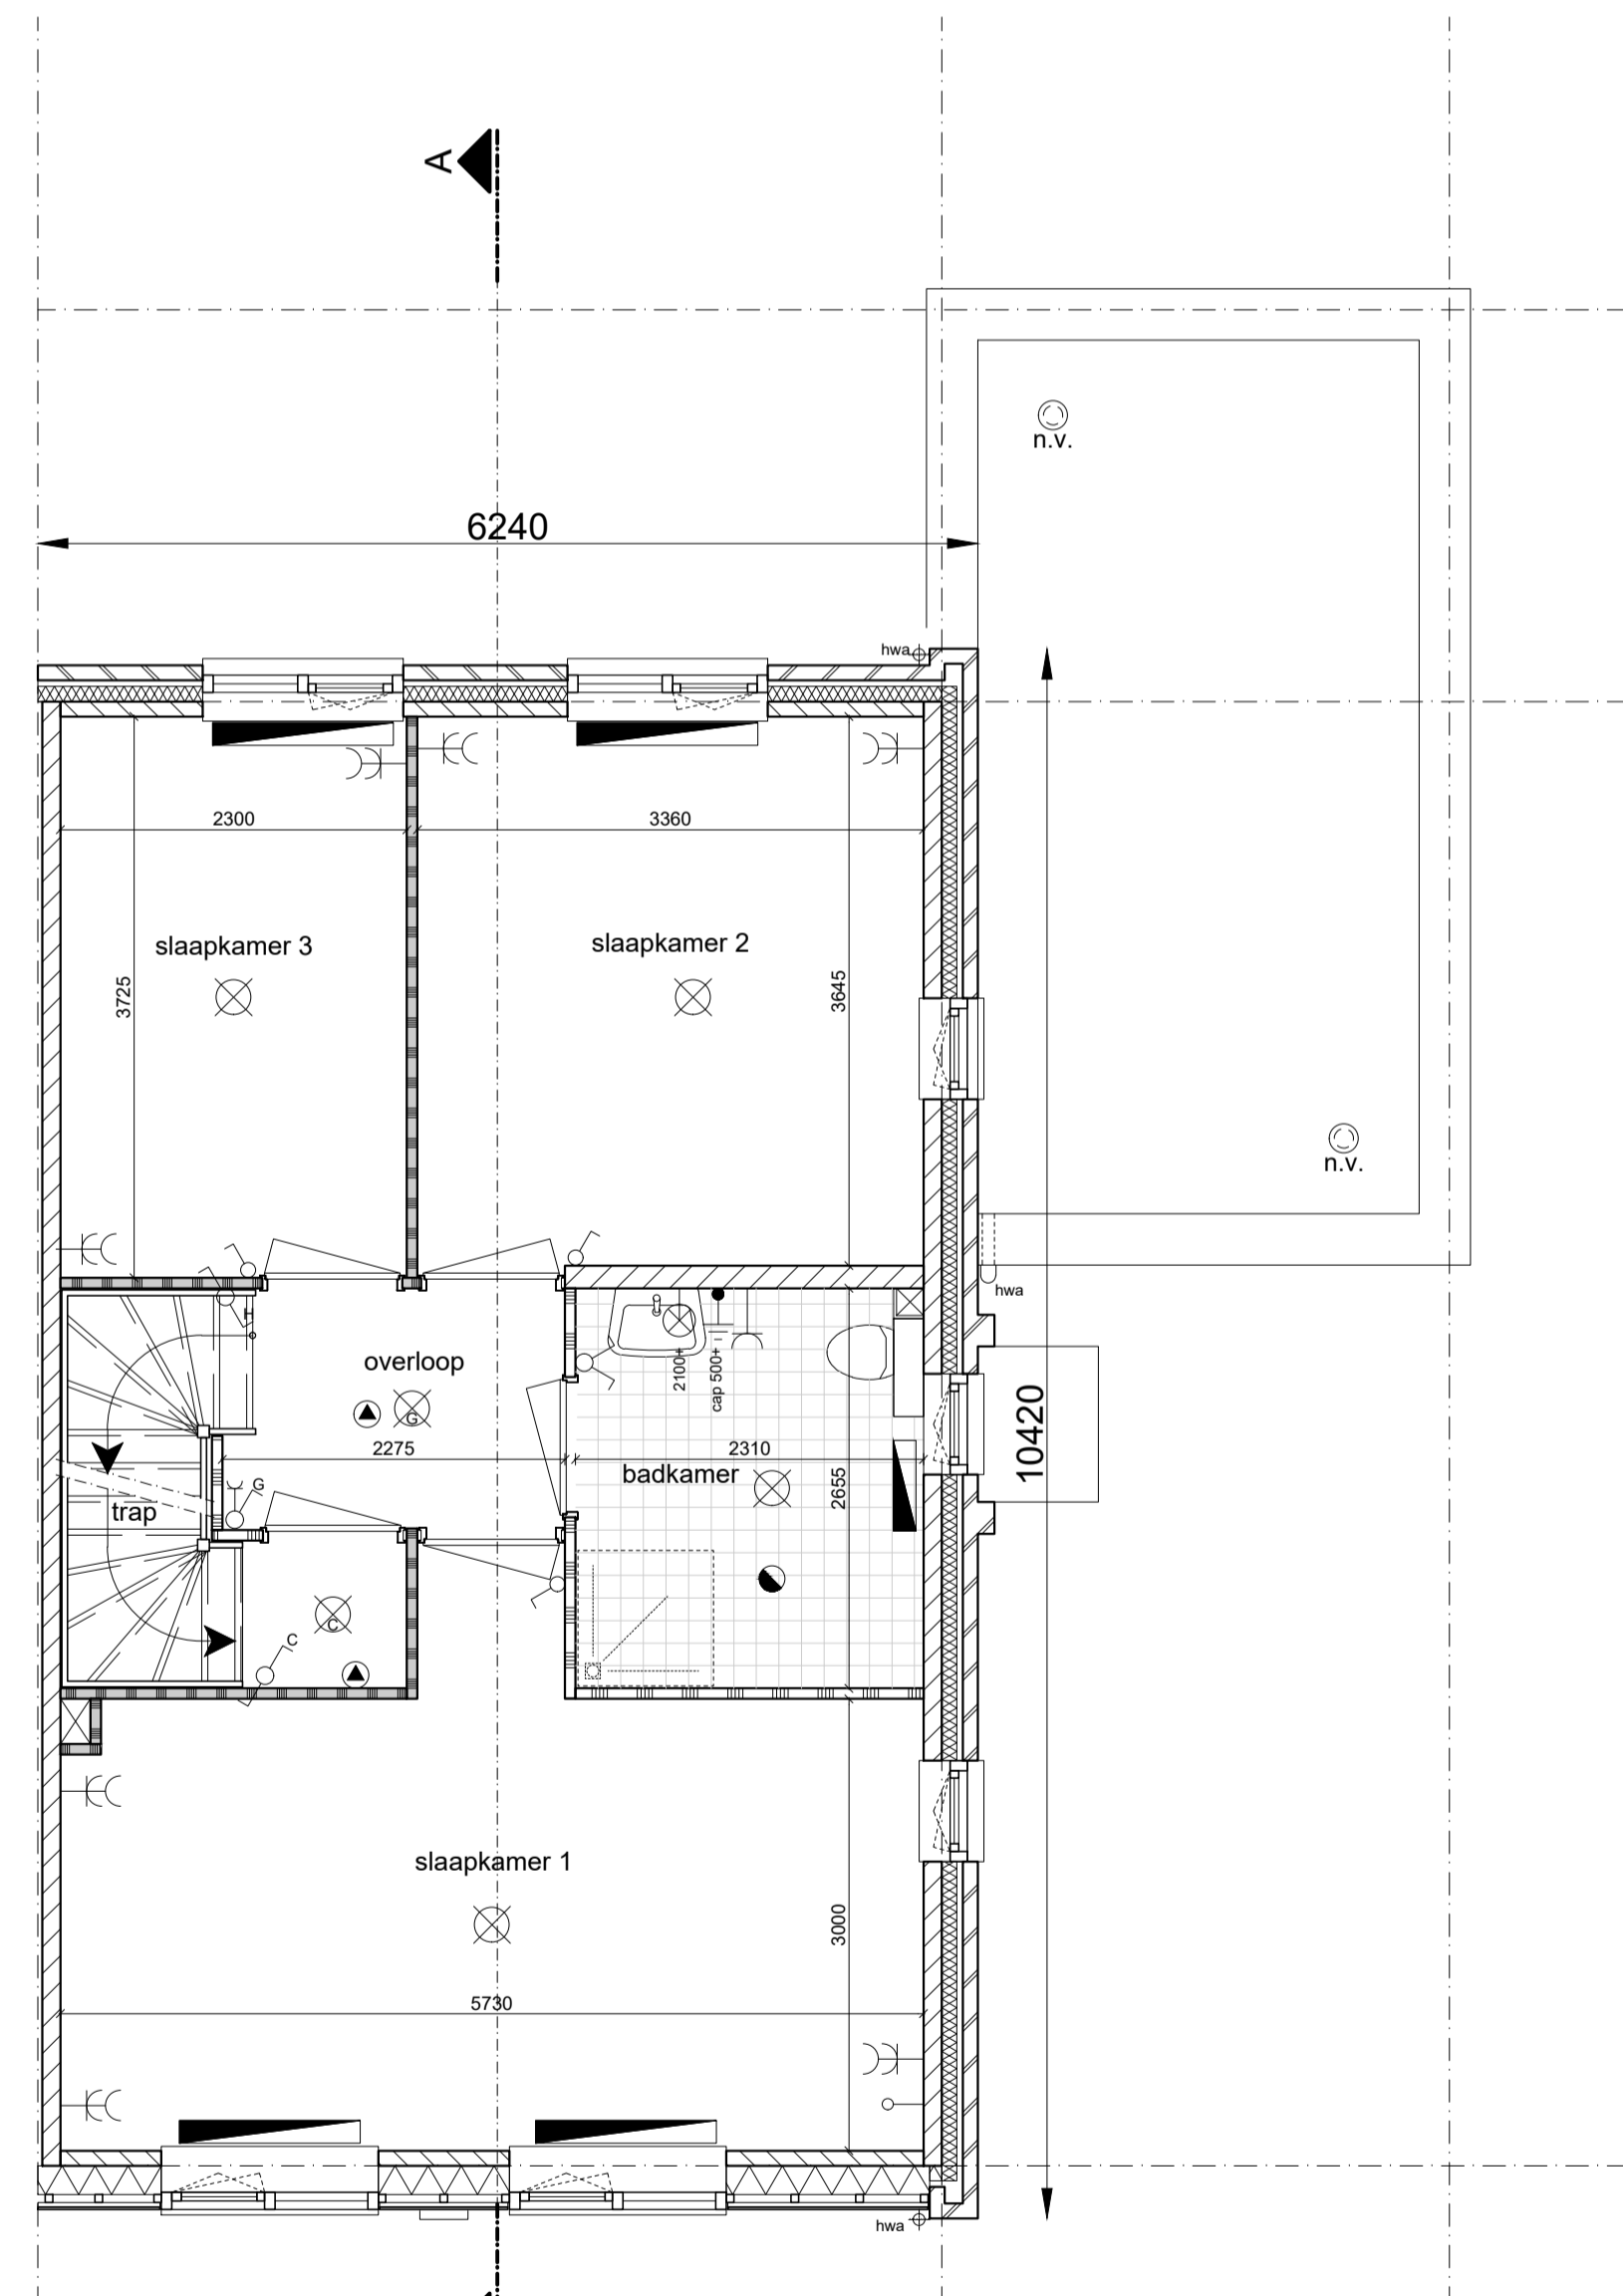 A
n.v.
6240
hwa
2300
3360
slaapkamer 3
slaapkamer 2
3725
3645
n.v.
hwa
H
overloop
2100+
cap 500+
G
10420
2275
2310
badkamer
2655
G
trap
C
C
slaapkamer 1
3000
5730
hwa